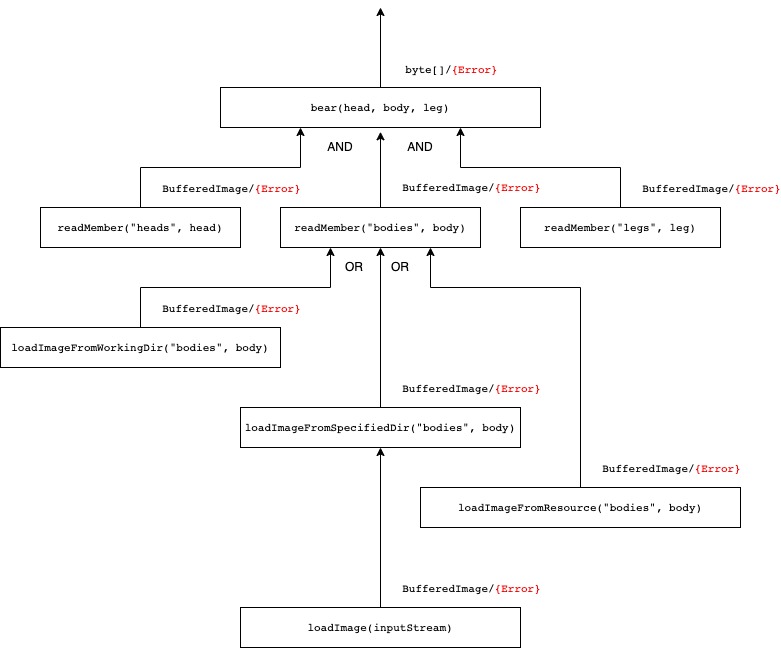 byte[]/{Error}
bear(head, body, leg)
AND
AND
BufferedImage/{Error}
BufferedImage/{Error}
BufferedImage/{Error}
readMember("heads", head)
readMember("bodies", body)
readMember("legs", leg)
OR
OR
BufferedImage/{Error}
loadImageFromWorkingDir("bodies", body)
BufferedImage/{Error}
loadImageFromSpecifiedDir("bodies", body)
BufferedImage/{Error}
loadImageFromResource("bodies", body)
BufferedImage/{Error}
loadImage(inputStream)